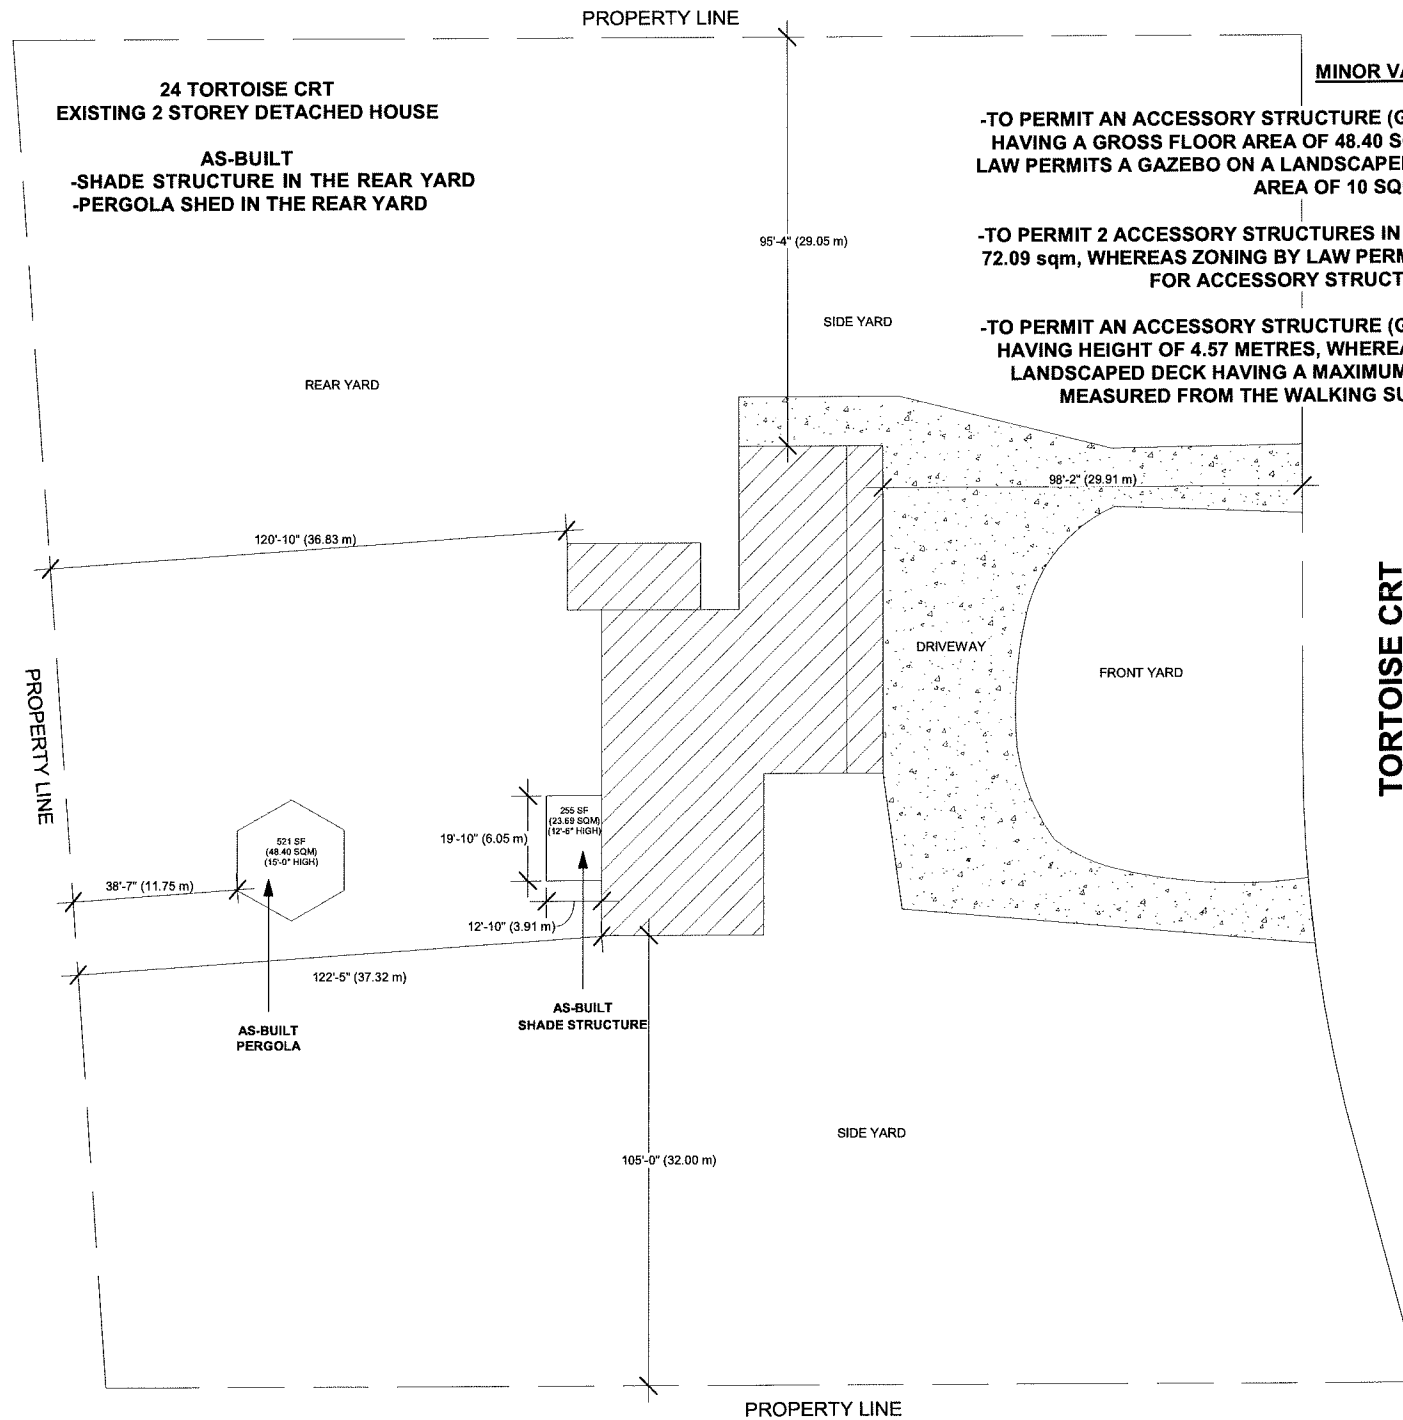 PROPERTY LINE
24 TORTOISE CRT
EXISTING 2 STOREY DETACHED HOUSE
AS-BUILT
-SHADE STRUCTURE IN THE REAR YARD
-PERGOLA SHED IN THE REAR YARD
MINOR VA
-TO PERMIT AN ACCESSORY STRUCTURE (G
HAVING A GROSS FLOOR AREA OF 48.40 S
LAW PERMITS A GAZEBO ON A LANDSCAPE
AREA OF 10 SQ
-TO PERMIT 2 ACCESSORY STRUCTURES IN
72.09 sqm, WHEREAS ZONING BY LAW PERM
FOR ACCESSORY STRUCT
-TO PERMIT AN ACCESSORY STRUCTURE (G
HAVING HEIGHT OF 4.57 METRES, WHEREA
LANDSCAPED DECK HAVING A MAXIMUM
MEASURED FROM THE WALKING SU
95'-4" (29.05 m)
SIDE YARD
REAR YARD
98'-2" (29.91 m)
120'-10" (36.83 m)
TORTOISE CRT
DRIVEWAY
FRONT YARD
PROPERTY LINE
255 SF
(23.69 SQM)
(12'-6" HIGH)
19'-10" (6.05 m)
521 SF
(48.40 SQM)
(15'-0" HIGH)
38'-7" (11.75 m)
12'-10" (3.91 m)
122'-5" (37.32 m)
AS-BUILT
SHADE STRUCTURE
AS-BUILT
PERGOLA
SIDE YARD
105'-0" (32.00 m)
PROPERTY LINE